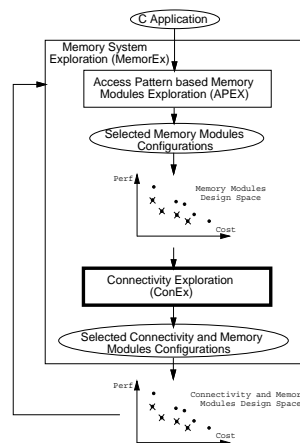 C Application
Memory System
Exploration (MemorEx)
Access Pattern based Memory
Modules Exploration (APEX)
Selected Memory Modules
Configurations
Perf
Memory Modules
Design Space
Cost
Connectivity Exploration
(ConEx)
Selected Connectivity and Memory
Modules Configurations
Perf
Connectivity and Memo
Modules Design Space
Cost